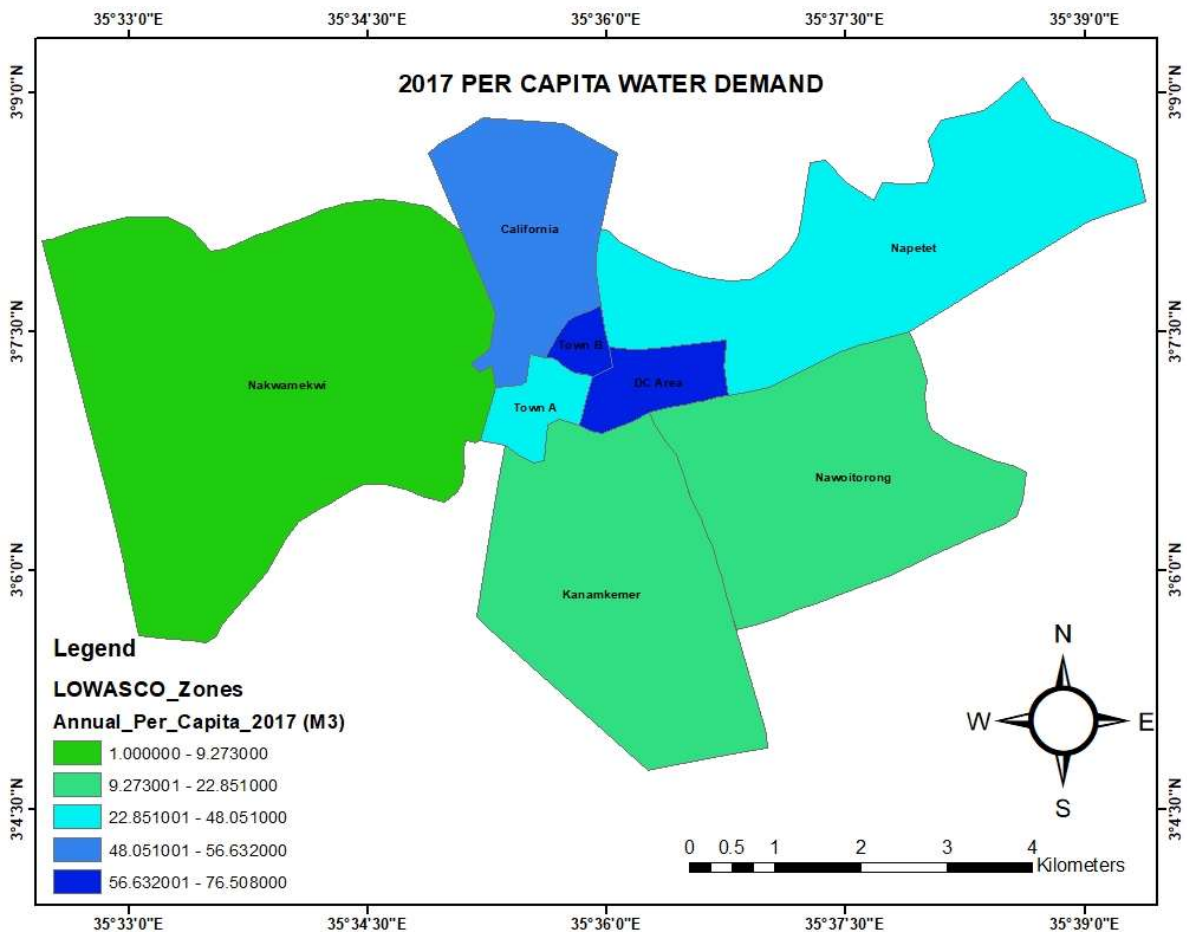 35°33'0"E 35°34'30"E 35°36'0"E 35°37'30"E 35°39'0"E
2017 PER CAPITA WATER DEMAND
3°9'0"N 3°9'0"N
California
Napetet
3°7'30"N 3°7'30"N
Town B
Nakwamekwi
DC Area
Town A
Nawoitorong
3°6'0"N 3°6'0"N
Kanamkemer
Legend
LOWASCO_Zones
Annual_Per_Capita_2017 (M3)
1.000000 - 9.273000
9.273001 - 22.851000
22.851001 - 48.051000
48.051001 - 56.632000
56.632001 - 76.508000
N
W E
S
3°4'30"N 3°4'30"N
0 0.5 1 2 3 4
Kilometers
35°33'0"E 35°34'30"E 35°36'0"E 35°37'30"E 35°39'0"E